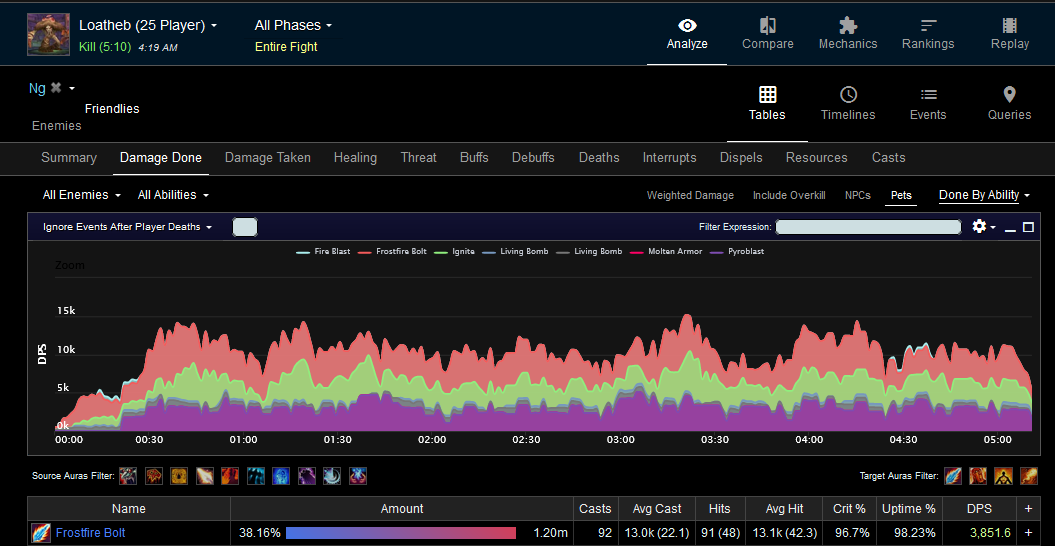 Loatheb (25 Player)
All Phases
Kill (5:10) 4:19 AM
Entire Fight
Analyze
Compare
Mechanics
Rankings
Replay
Ng
Friendlies
Enemies
Tables
Timelines
Events
Queries
Summary Damage Done Damage Taken Healing Threat Buffs Debuffs Deaths Interrupts Dispels Resources Casts
All Enemies All Abilities Weighted Damage Include Overkill NPCs Pets Done By Ability
Ignore Events After Player Deaths Filter Expression:
Fire Blast Frostfire Bolt Ignite Living Bomb Living Bomb Molten Armor Pyroblast
Zoom
15k
10k
DPS
5k
0k
00:00 00:30 01:00 01:30 02:00 02:30 03:00 03:30 04:00 04:30 05:00
Source Auras Filter: Target Auras Filter:
Name Amount Casts Avg Cast Hits Avg Hit Crit % Uptime % DPS +
Frostfire Bolt 38.16% 1.20m 92 13.0k (22.1) 91 (48) 13.1k (42.3) 96.7% 98.23% 3,851.6 +